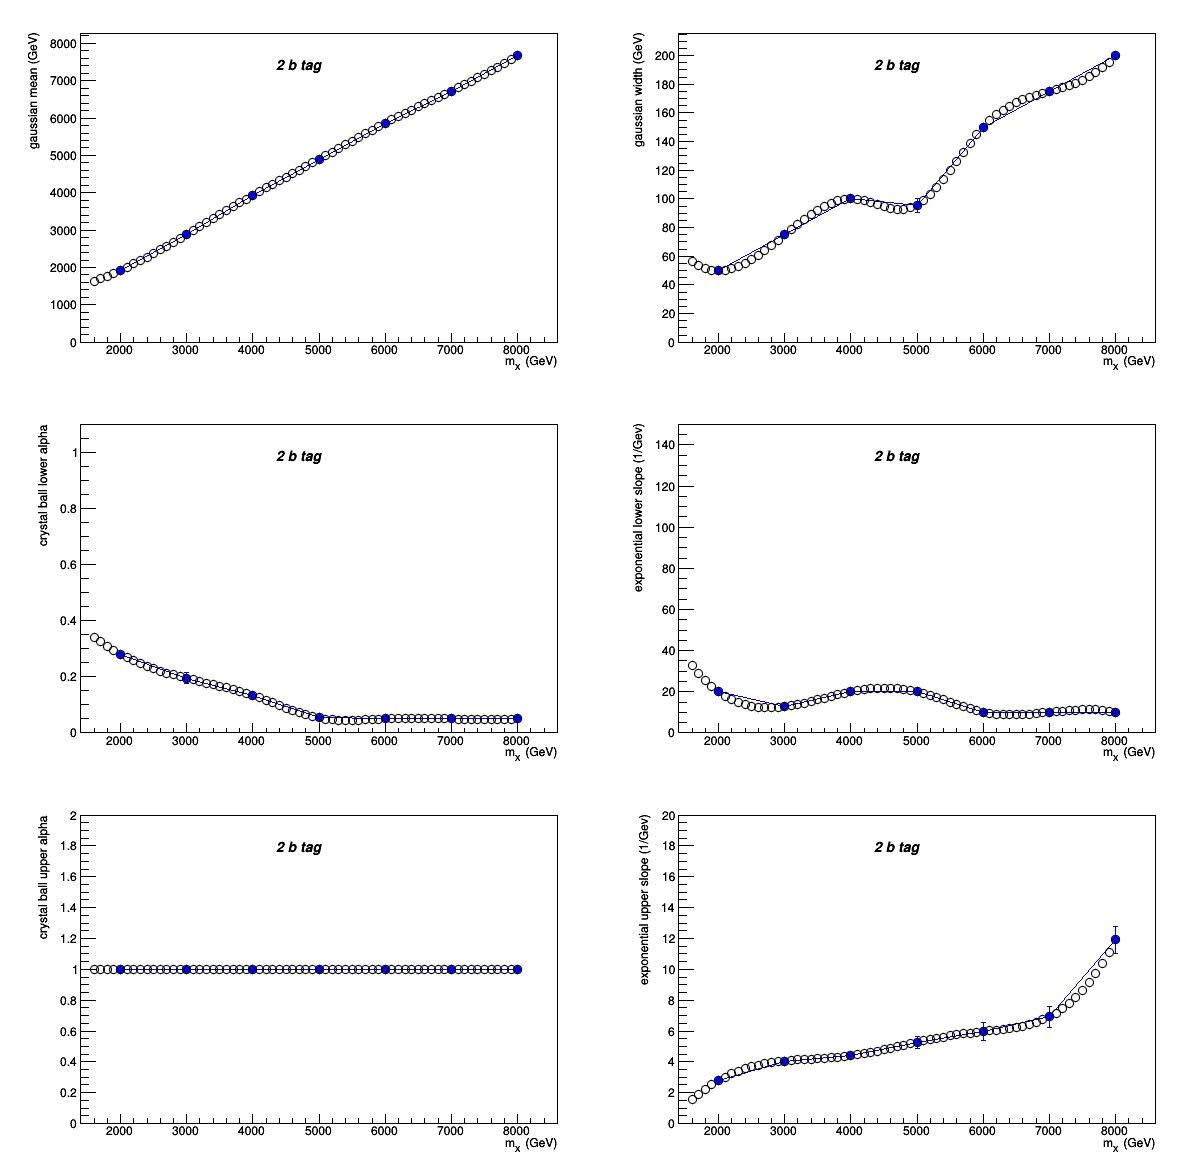 gaussian mean (GeV)
2 b tag
8000
7000
6000
5000
4000
3000
2000
1000
0
2000 3000 4000 5000 6000 7000 8000
m_x (GeV)
gaussian width (GeV)
2 b tag
200
180
160
140
120
100
80
60
40
20
0
2000 3000 4000 5000 6000 7000 8000
m_x (GeV)
crystal ball lower alpha
2 b tag
1
0.8
0.6
0.4
0.2
0
2000 3000 4000 5000 6000 7000 8000
m_x (GeV)
exponential lower slope (1/Gev)
2 b tag
140
120
100
80
60
40
20
0
2000 3000 4000 5000 6000 7000 8000
m_x (GeV)
crystal ball upper alpha
2 b tag
2
1.8
1.6
1.4
1.2
1
0.8
0.6
0.4
0.2
0
2000 3000 4000 5000 6000 7000 8000
m_x (GeV)
exponential upper slope (1/Gev)
2 b tag
20
18
16
14
12
10
8
6
4
2
0
2000 3000 4000 5000 6000 7000 8000
m_x (GeV)